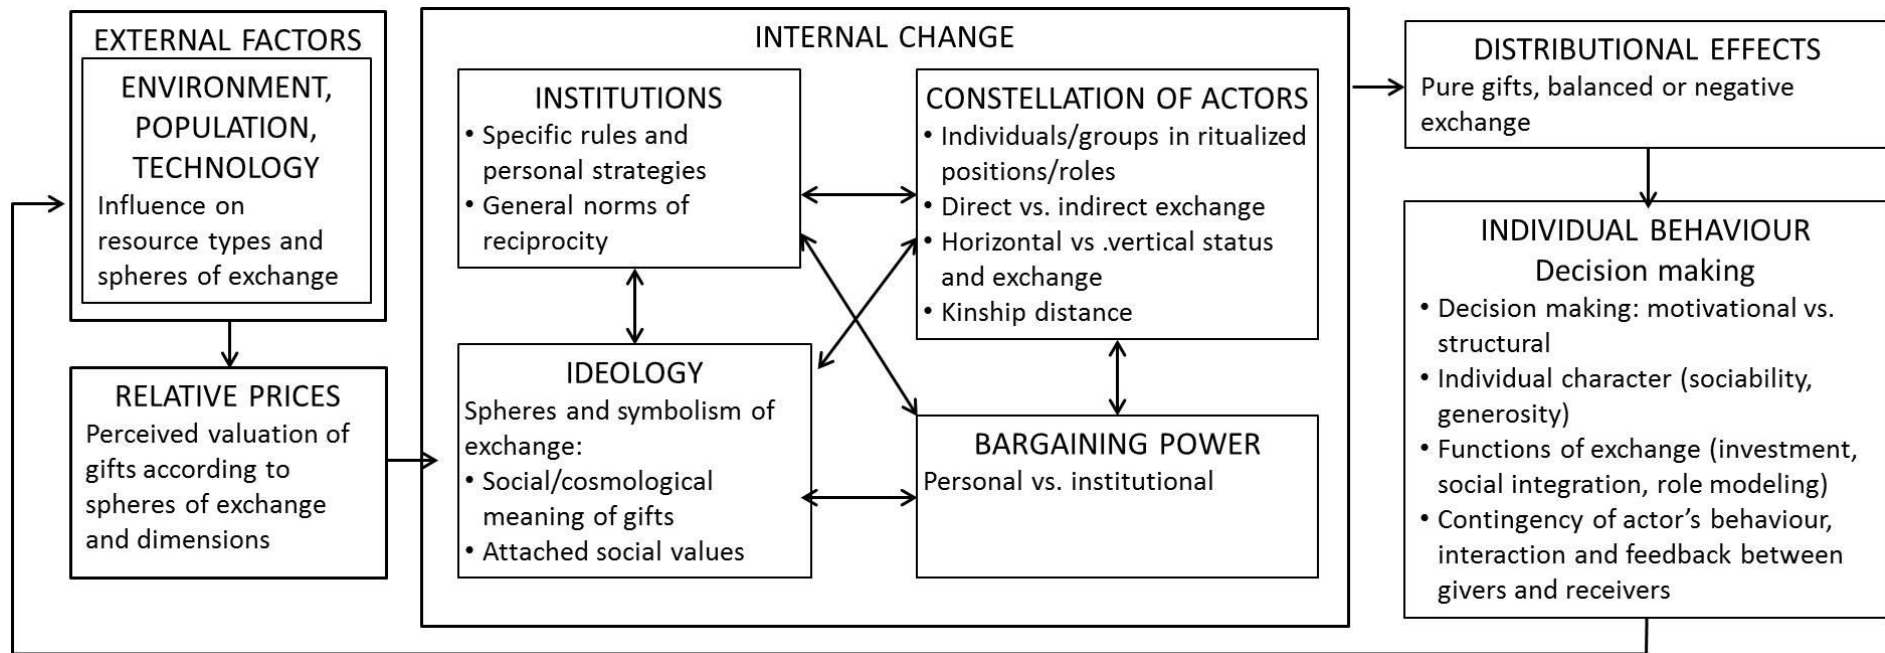 EXTERNAL FACTORS
ENVIRONMENT,
POPULATION,
TECHNOLOGY
Influence on
resource types and
spheres of exchange
RELATIVE PRICES
Perceived valuation of
gifts according to
spheres of exchange
and dimensions
INTERNAL CHANGE
INSTITUTIONS
• Specific rules and
personal strategies
• General norms of
reciprocity
CONSTELLATION OF ACTORS
• Individuals/groups in ritualized
positions/roles
• Direct vs. indirect exchange
• Horizontal vs .vertical status
and exchange
• Kinship distance
IDEOLOGY
Spheres and symbolism of
exchange:
• Social/cosmological
meaning of gifts
• Attached social values
BARGAINING POWER
Personal vs. institutional
DISTRIBUTIONAL EFFECTS
Pure gifts, balanced or negative
exchange
INDIVIDUAL BEHAVIOUR
Decision making
• Decision making: motivational vs.
structural
• Individual character (sociability,
generosity)
• Functions of exchange (investment,
social integration, role modeling)
• Contingency of actor’s behaviour,
interaction and feedback between
givers and receivers